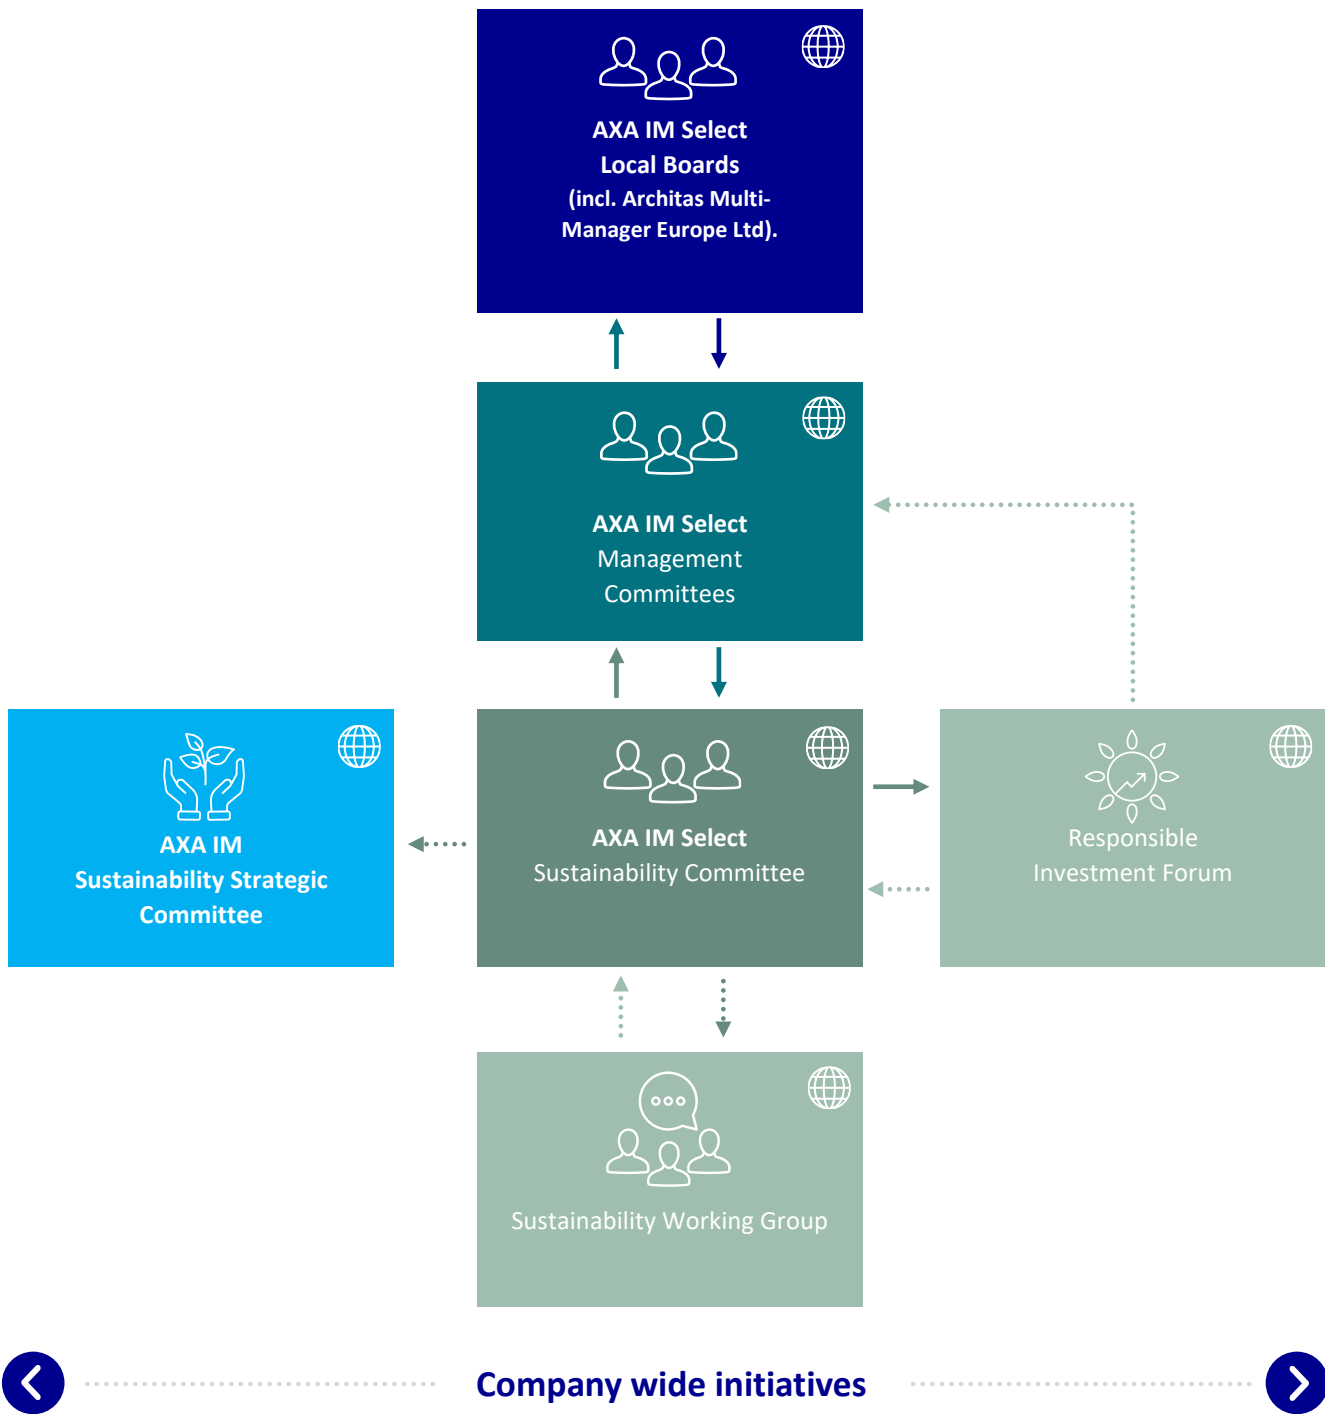 AXA IM Select
Local Boards
(incl. Architas Multi-
Manager Europe Ltd).
AXA IM Select
Management
Committees
AXA IM
Sustainability Strategic
Committee
AXA IM Select
Sustainability Committee
Responsible
Investment Forum
Sustainability Working Group
Company wide initiatives